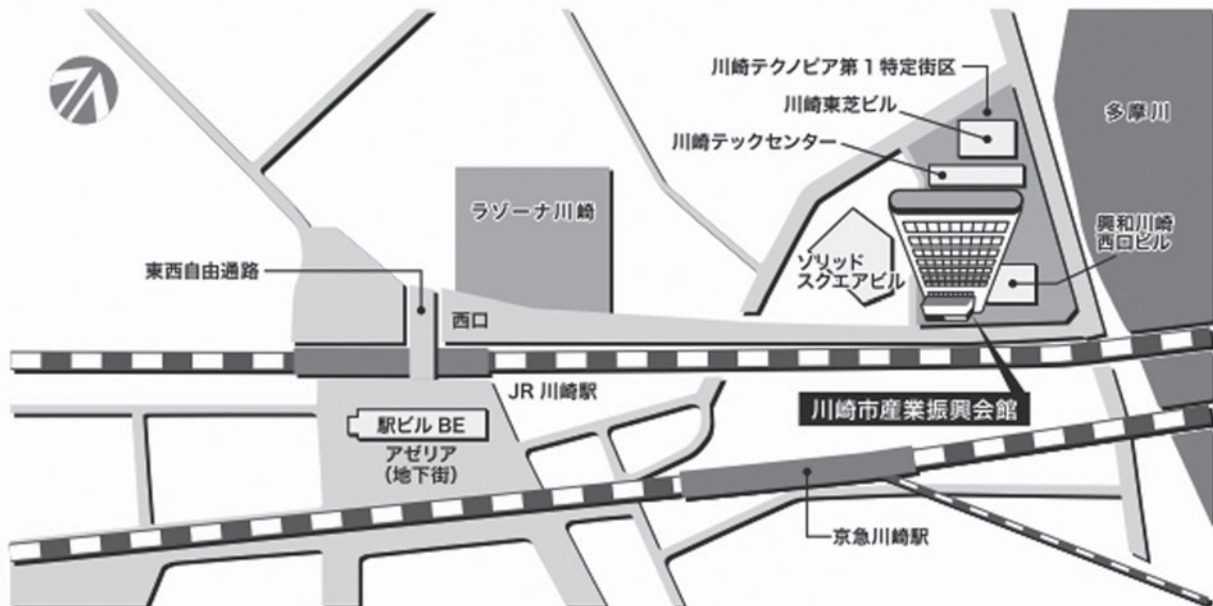 川崎テクノピア第1特定街区
川崎東芝ビル
川崎テックセンター
多摩川
ラゾーナ川崎
興和川崎
西口ビル
ソリッド
スクエアビル
東西自由通路
西口
JR 川崎駅
川崎市産業振興会館
駅ビル BE
アゼリア
（地下街）
京急川崎駅